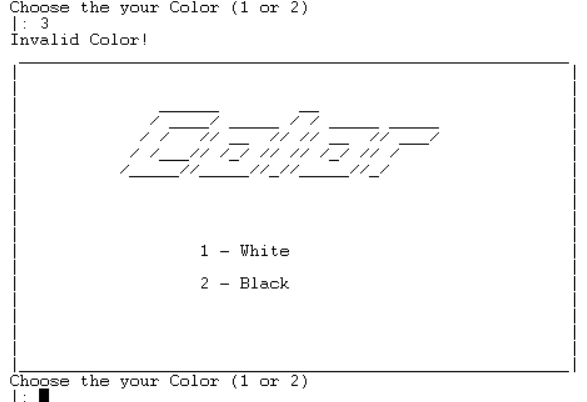 Choose the your Color (1 or 2)
|: 3
Invalid Color!
Color
1 - White
2 - Black
Choose the your Color (1 or 2)
|: